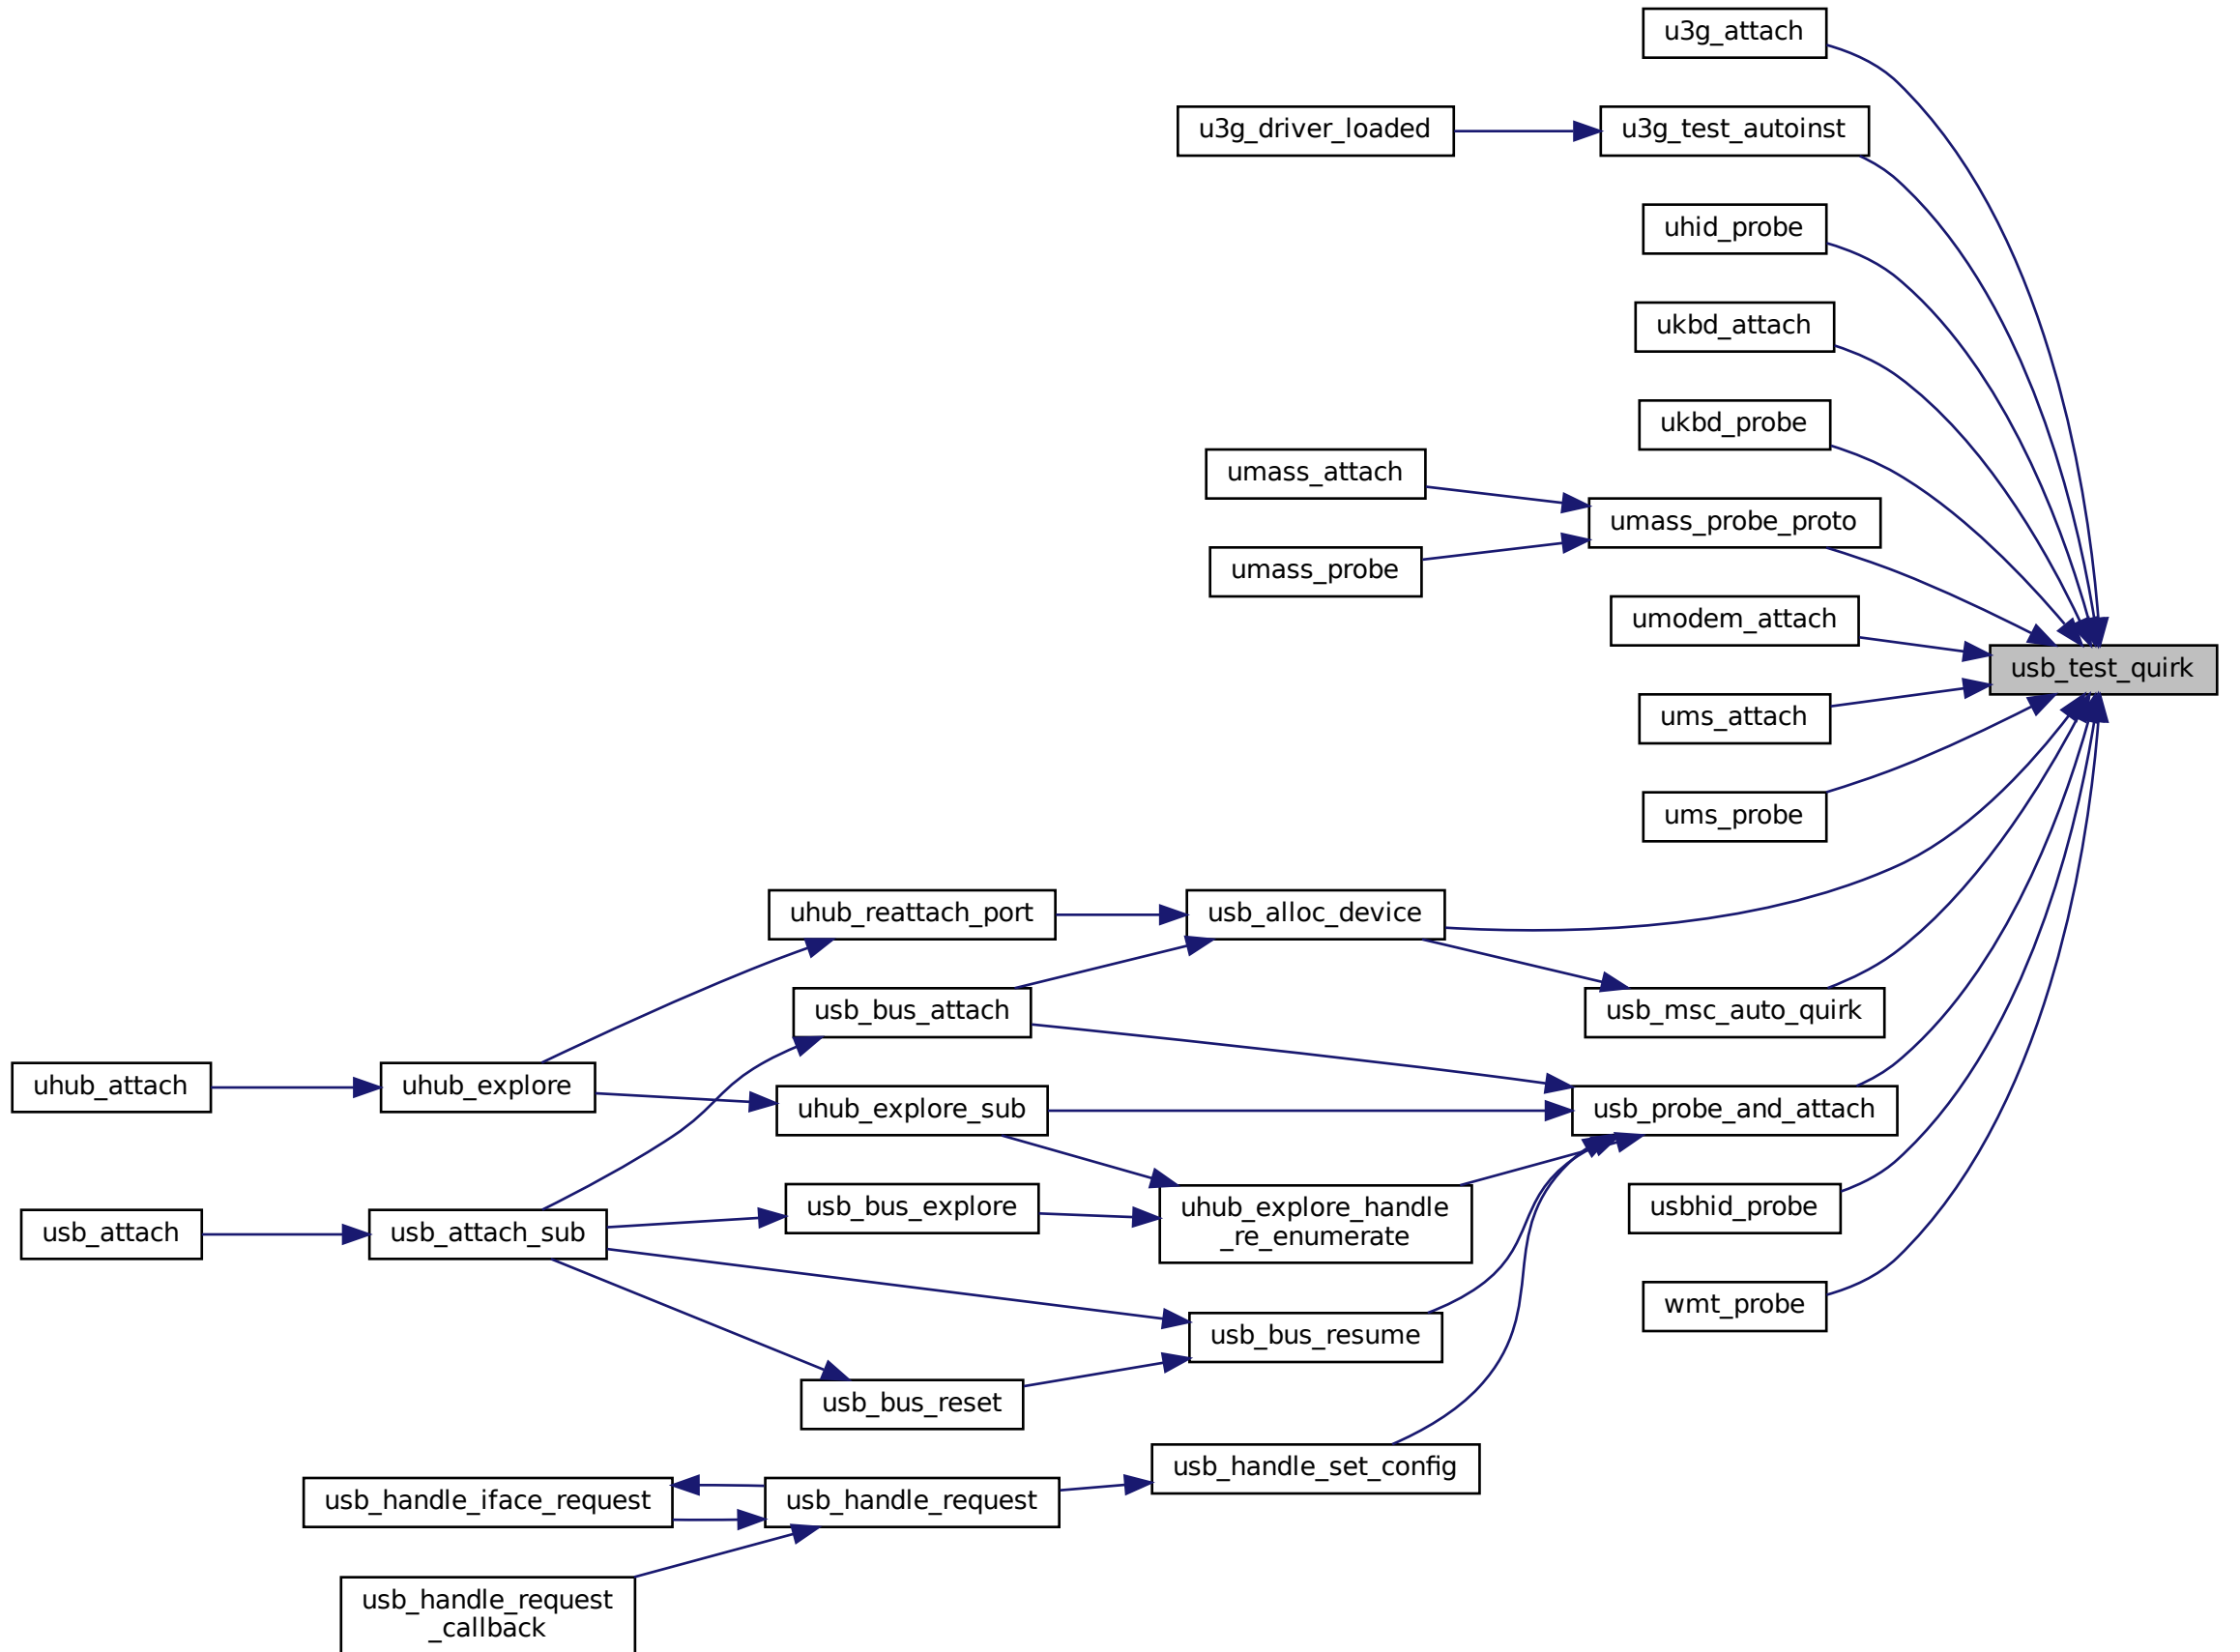 u3g_attach
u3g_driver_loaded
u3g_test_autoinst
uhid_probe
ukbd_attach
ukbd_probe
umass_attach
umass_probe_proto
umass_probe
umodem_attach
usb_test_quirk
ums_attach
ums_probe
uhub_reattach_port
usb_alloc_device
usb_bus_attach
usb_msc_auto_quirk
uhub_attach
uhub_explore
uhub_explore_sub
usb_probe_and_attach
usb_attach
usb_attach_sub
usb_bus_explore
uhub_explore_handle
_re_enumerate
usbhid_probe
wmt_probe
usb_bus_resume
usb_bus_reset
usb_handle_set_config
usb_handle_iface_request
usb_handle_request
usb_handle_request
_callback